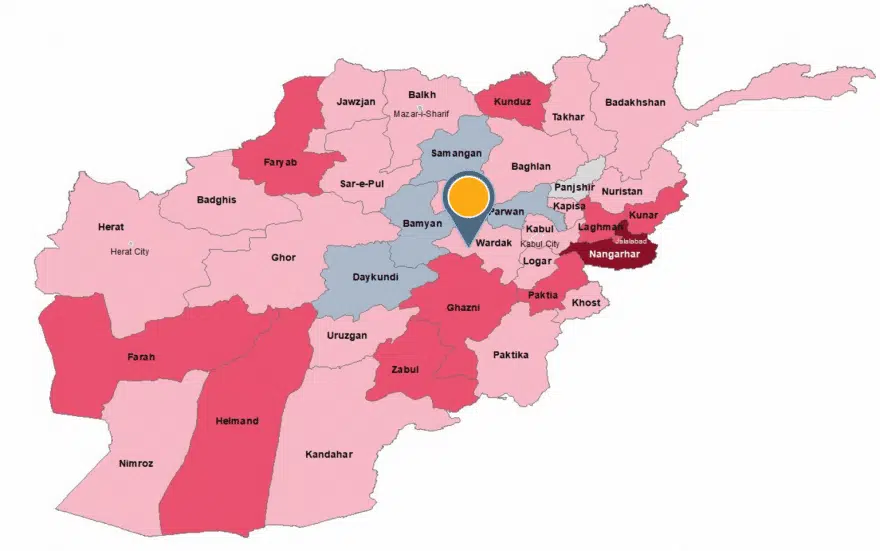 Badakhshan
Balkh
Jawzjan
Kunduz
Mazar-i-Sharif
Takhar
Samangan
Faryab
Baghlan
Sar-e-Pul
Panjshir
Nuristan
Badghis
Kapisa
Parwan
Kunar
Bamyan
Herat
Laghman
Kabul
Jalalabad
Wardak
Kabul City
Herat City
Nangarhar
Ghor
Logar
Daykundi
Paktia
Khost
Ghazni
Uruzgan
Paktika
Farah
Zabul
Helmand
Kandahar
Nimroz